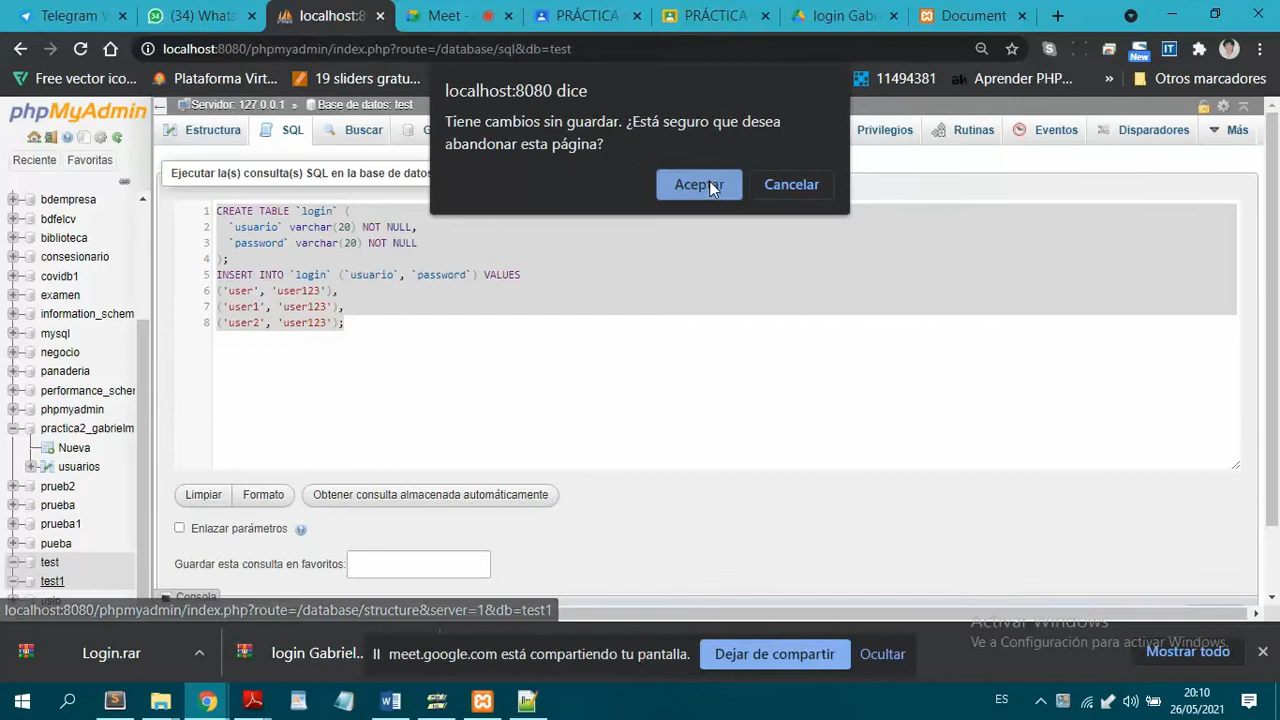 Telegram W
(34) Whats
localhost:8
Meet -
PRÁCTICA
PRÁCTICA
login Gabri
Document
localhost:8080/phpmyadmin/index.php?route=/database/sql&db=test
New
Free vector ico...
Plataforma Virt...
19 sliders gratu...
11494381
Aprender PHP...
»
Otros marcadores
localhost:8080 dice
Tiene cambios sin guardar. ¿Está seguro que desea
abandonar esta página?
Aceptar
Cancelar
phpMyAdmin
Reciente
Favoritas
Servidor: 127.0.0.1 » Base de datos: test
Estructura
SQL
Buscar
Privilegios
Rutinas
Eventos
Disparadores
Más
Ejecutar la(s) consulta(s) SQL en la base de datos
1 CREATE TABLE `login` (
2 `usuario` varchar(20) NOT NULL,
3 `password` varchar(20) NOT NULL
4 );
5 INSERT INTO `login` (`usuario`, `password`) VALUES
6 ('user', 'user123'),
7 ('user1', 'user123'),
8 ('user2', 'user123');
bdempresa
bdfelcv
biblioteca
consesionario
covidb1
examen
information_schem
mysql
negocio
panaderia
performance_scher
phpmyadmin
practica2_gabrielm
Nueva
usuarios
prueb2
prueba
prueba1
pueba
test
test1
Limpiar
Formato
Obtener consulta almacenada automáticamente
Enlazar parámetros
Guardar esta consulta en favoritos:
Consola
localhost:8080/phpmyadmin/index.php?route=/database/structure&server=1&db=test1
Activar Windows
Ve a Configuración para activar Windows.
Login.rar
login Gabriel...
meet.google.com está compartiendo tu pantalla.
Dejar de compartir
Ocultar
Mostrar todo
ES
20:10
26/05/2021